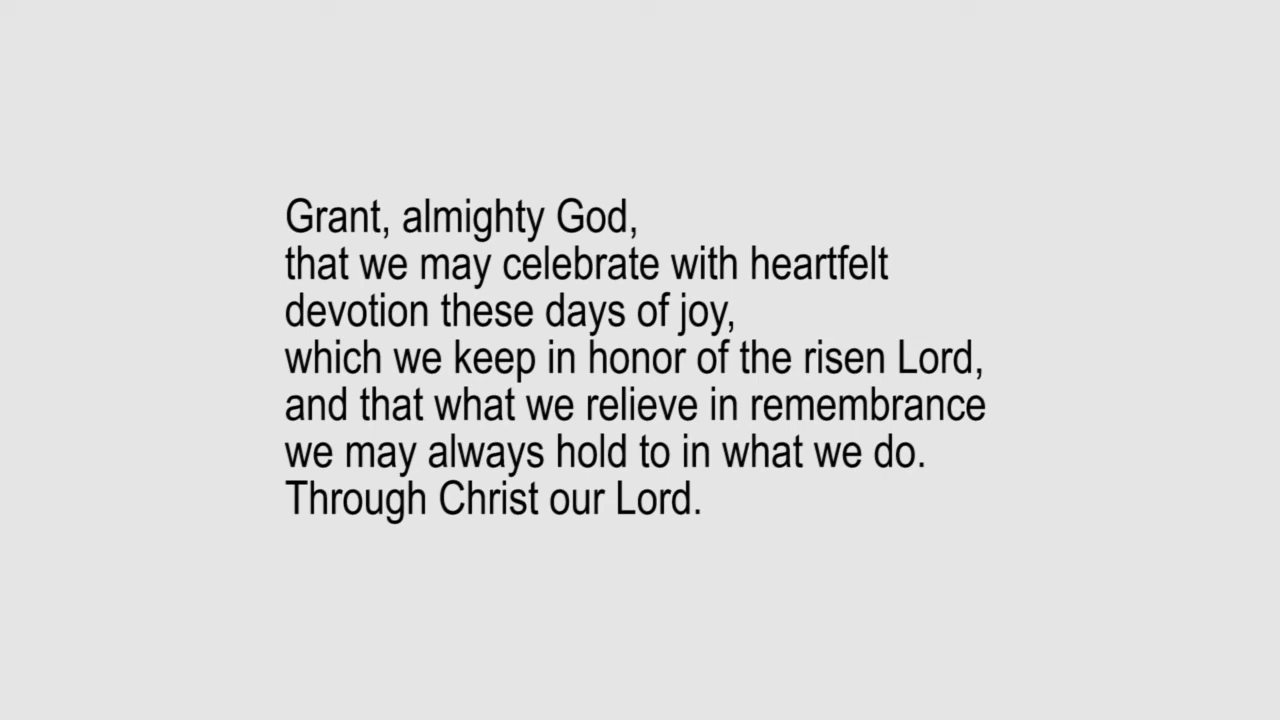 Grant, almighty God,
that we may celebrate with heartfelt
devotion these days of joy,
which we keep in honor of the risen Lord,
and that what we relieve in remembrance
we may always hold to in what we do.
Through Christ our Lord.